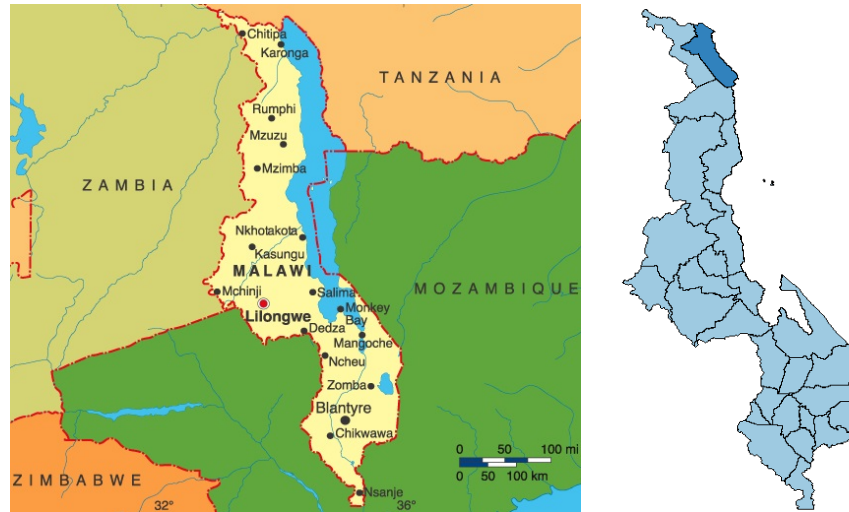 Chitipa
Karonga
TANZANIA
Rumphi
Mzuzu
Mzimba
ZAMBIA
Nkhotakota
Kasungu
MALAWI
MOZAMBIQUE
Mchinji
Salima
Monkey
Bay
Lilongwe
Dedza
Mangoche
Ncheu
Zomba
Blantyre
Chikwawa
0 50 100 mi
0 50 100 km
ZIMBABWE
Nsanje
32° 36°